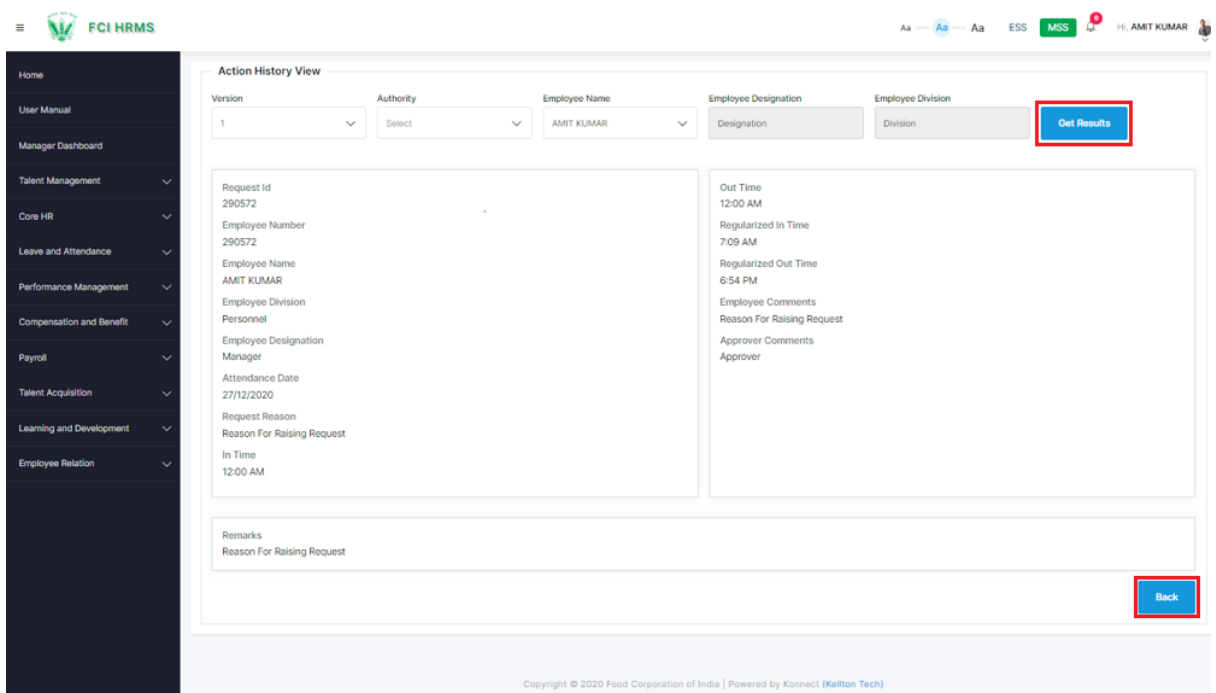 FCI HRMS
Aa Aa Aa ESS MSS 0 Hi, AMIT KUMAR
Home
User Manual
Manager Dashboard
Talent Management
Core HR
Leave and Attendance
Performance Management
Compensation and Benefit
Payroll
Talent Acquisition
Learning and Development
Employee Relation
Action History View
Version Authority Employee Name Employee Designation Employee Division
1 Select AMIT KUMAR Designation Division Get Results
Request Id
290572
Employee Number
290572
Employee Name
AMIT KUMAR
Employee Division
Personnel
Employee Designation
Manager
Attendance Date
27/12/2020
Request Reason
Reason For Raising Request
In Time
12:00 AM
Out Time
12:00 AM
Regularized In Time
7:09 AM
Regularized Out Time
6:54 PM
Employee Comments
Reason For Raising Request
Approver Comments
Approver
Remarks
Reason For Raising Request
Back
Copyright © 2020 Food Corporation of India | Powered by Konnect (Kellton Tech)